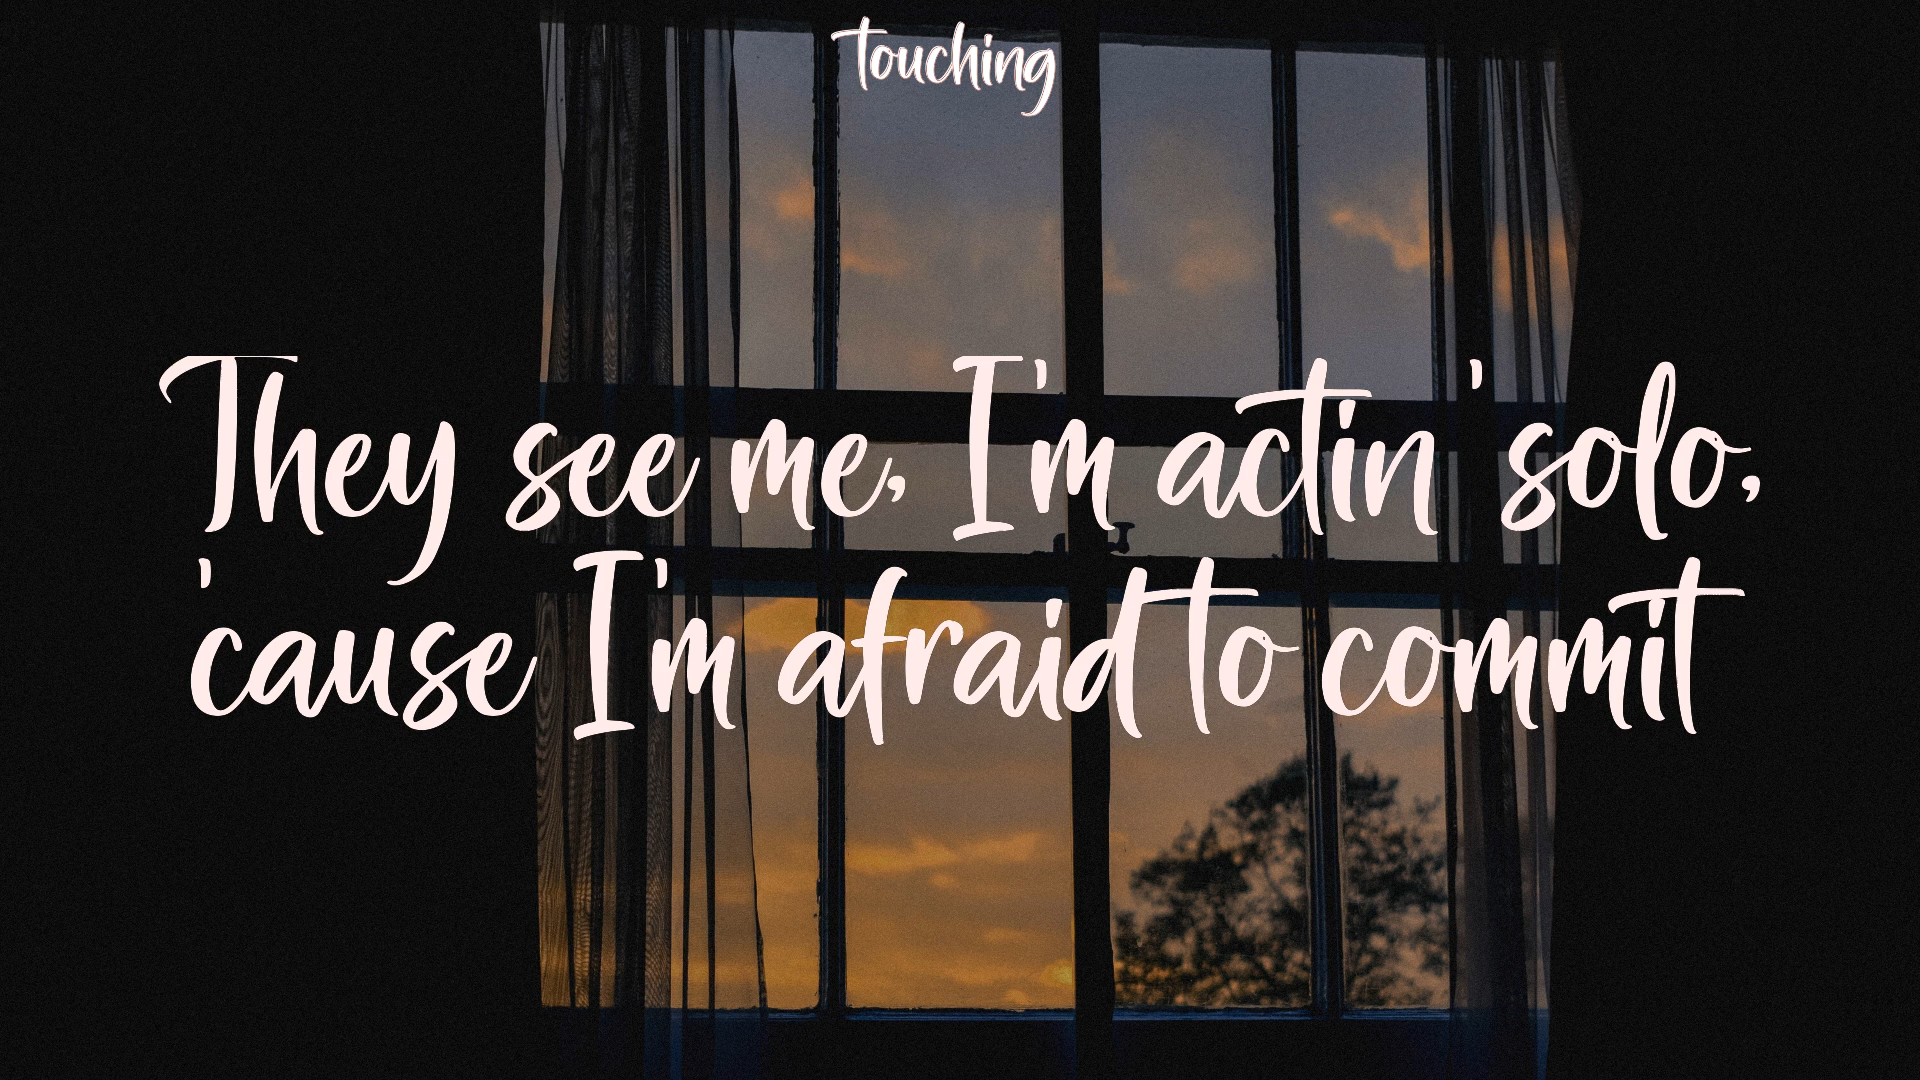 touching
They see me, I'm actin' solo,
'cause I'm afraid to commit